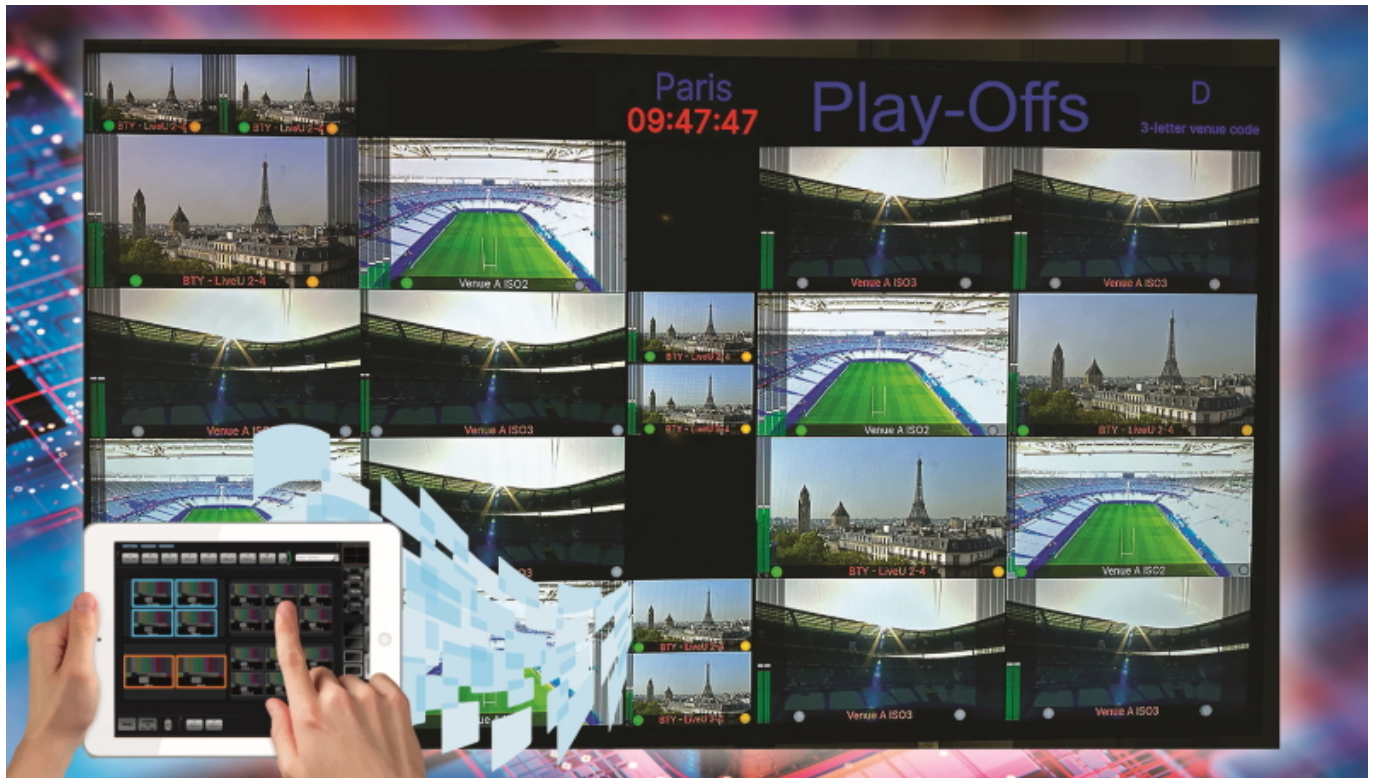 Paris
09:47:47
Play-Offs
D
3-letter venue code
BTY - LiveU 2-4
BTY - LiveU 2-4
BTY - LiveU 2-4
Venue A ISO2
Venue A ISO3
Venue A ISO3
BTY - LiveU 2-4
BTY - LiveU 2-4
Venue A
Venue A ISO3
Venue A ISO2
BTY - LiveU 2-4
BTY - LiveU 2-4
Venue A ISO2
BTY - LiveU 2-4
BTY - LiveU 2-4
Venue A ISO3
Venue A ISO3